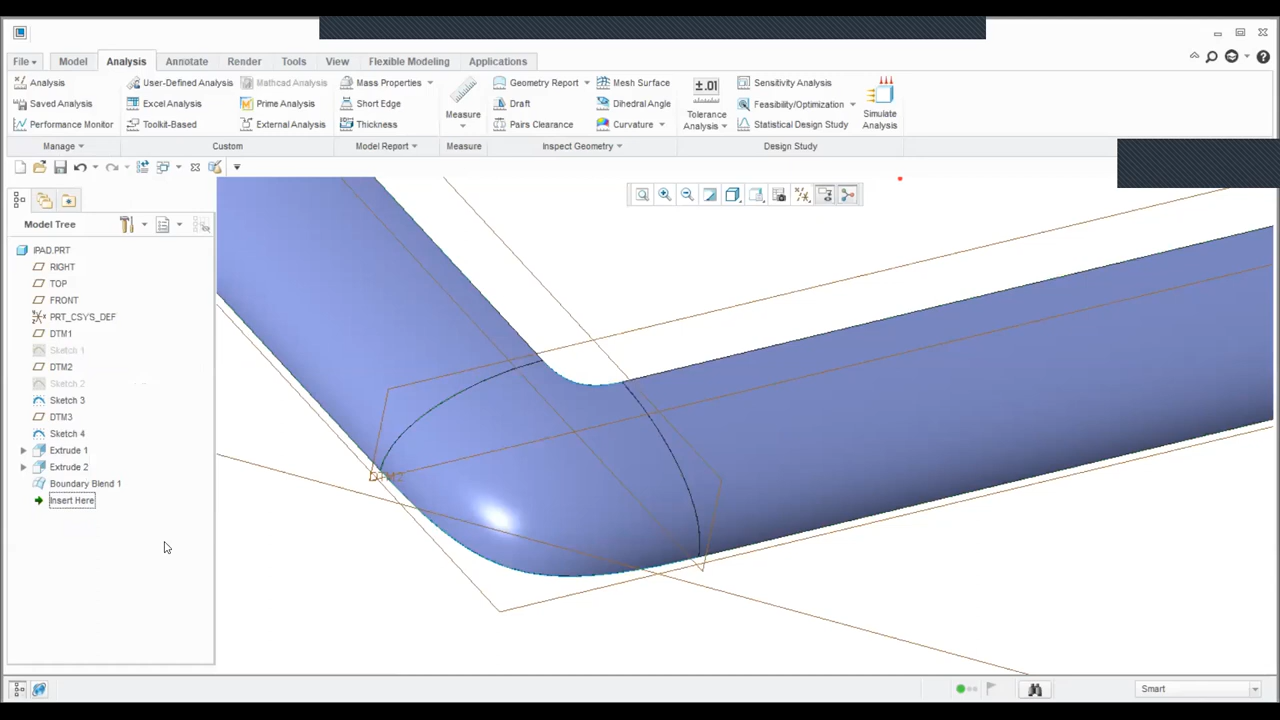 File Model Analysis Annotate Render Tools View Flexible Modeling Applications
Analysis User-Defined Analysis Mathcad Analysis Mass Properties Geometry Report Mesh Surface Sensitivity Analysis
Saved Analysis Excel Analysis Prime Analysis Short Edge Draft Dihedral Angle Feasibility/Optimization
Performance Monitor Toolkit-Based External Analysis Thickness Pairs Clearance Curvature Statistical Design Study
Measure
±.01
Tolerance Analysis
Simulate Analysis
Manage Custom Model Report Measure Inspect Geometry Design Study
Model Tree
IPAD.PRT
RIGHT
TOP
FRONT
PRT_CSYS_DEF
DTM1
Sketch 1
DTM2
Sketch 2
Sketch 3
DTM3
Sketch 4
Extrude 1
Extrude 2
Boundary Blend 1
Insert Here
DTM2
Smart